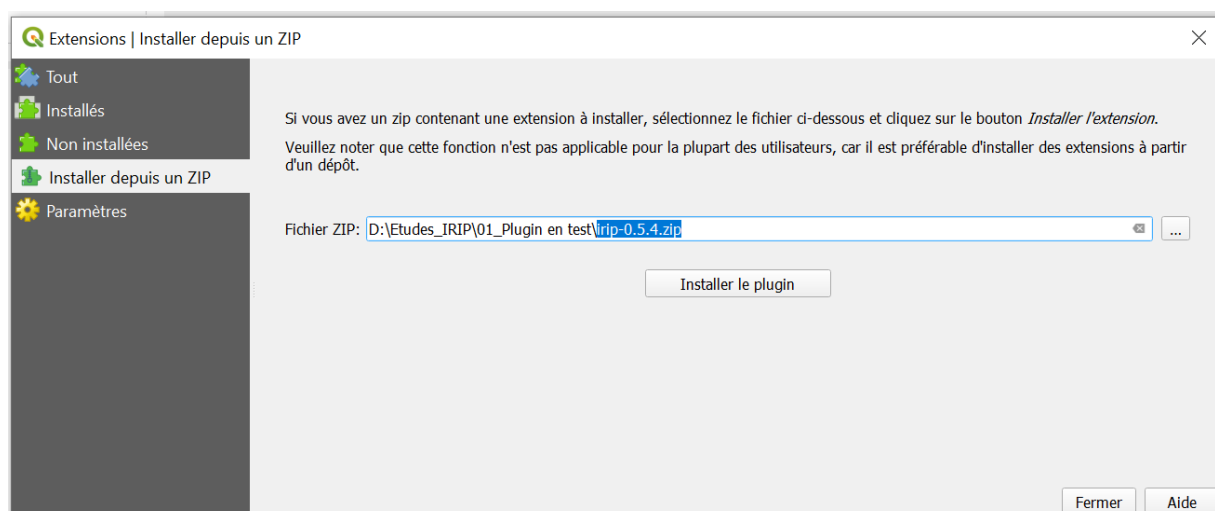 Extensions | Installer depuis un ZIP
Tout
Installés
Non installées
Installer depuis un ZIP
Paramètres
Si vous avez un zip contenant une extension à installer, sélectionnez le fichier ci-dessous et cliquez sur le bouton Installer l'extension.
Veuillez noter que cette fonction n'est pas applicable pour la plupart des utilisateurs, car il est préférable d'installer des extensions à partir
d'un dépôt.
Fichier ZIP: D:\Etudes_IRIP\01_Plugin en test\irip-0.5.4.zip ...
Installer le plugin
Fermer Aide